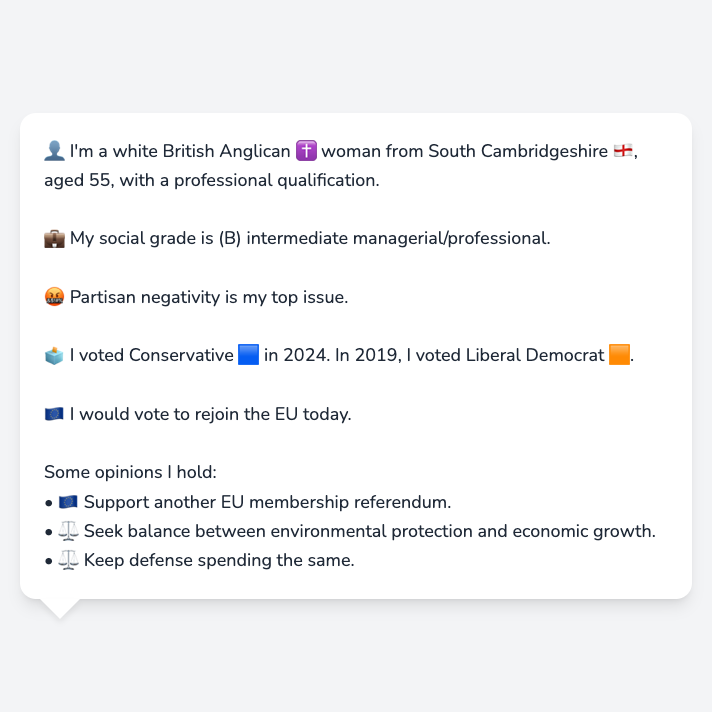 👤 I'm a white British Anglican ✝️ woman from South Cambridgeshire 🏴󠁧󠁢󠁥󠁮󠁧󠁿,
aged 55, with a professional qualification.
💼 My social grade is (B) intermediate managerial/professional.
🤬 Partisan negativity is my top issue.
🗳️ I voted Conservative 🟦 in 2024. In 2019, I voted Liberal Democrat 🟧.
🇪🇺 I would vote to rejoin the EU today.
Some opinions I hold:
• 🇪🇺 Support another EU membership referendum.
• ⚖️ Seek balance between environmental protection and economic growth.
• ⚖️ Keep defense spending the same.